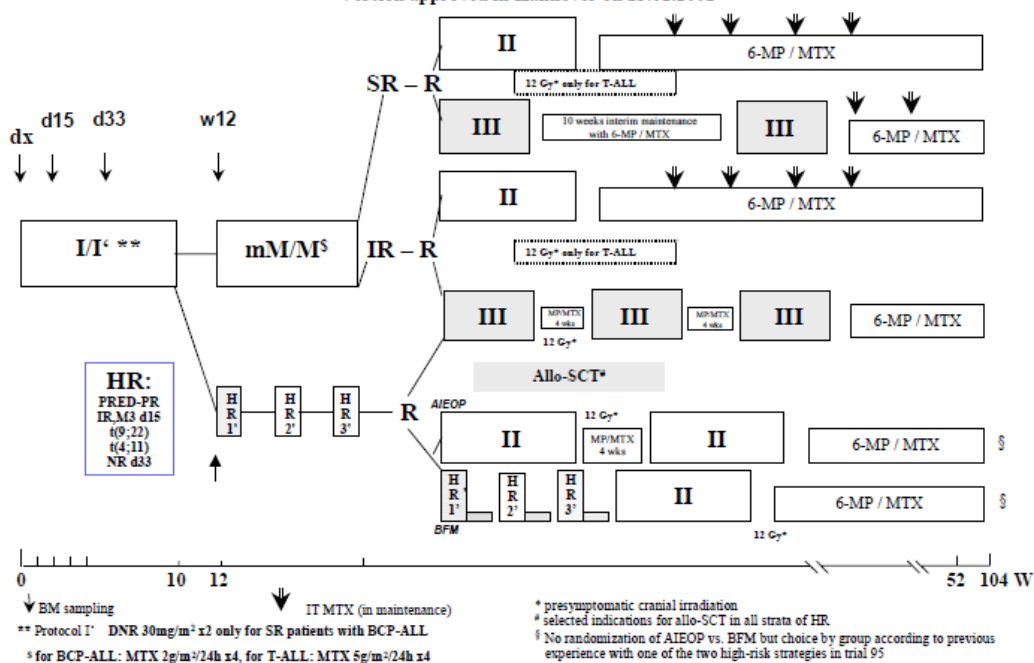 II
6-MP / MTX
SR – R
12 Gy* only for T-ALL
dx
d15
d33
w12
III
10 weeks interim maintenance
with 6-MP / MTX
III
6-MP / MTX
II
6-MP / MTX
I/I‘ **
mM/M$
IR – R
12 Gy* only for T-ALL
III
MP/MTX
4 wks
III
MP/MTX
4 wks
III
6-MP / MTX
12 Gy*
HR:
PRED-PR
IR,M3 d15
t(9;22)
t(4;11)
NR d33
H
R
1’
H
R
2’
H
R
3’
R
Allo-SCT#
AIEOP
II
12 Gy*
MP/MTX
4 wks
II
6-MP / MTX
§
H
R
1’
H
R
2’
H
R
3’
II
6-MP / MTX
§
BFM
12 Gy*
0
10
12
52
104 W
BM sampling
IT MTX (in maintenance)
** Protocol I‘ DNR 30mg/m² x2 only for SR patients with BCP-ALL
$ for BCP-ALL: MTX 2g/m²/24h x4, for T-ALL: MTX 5g/m²/24h x4
* presymptomatic cranial irradiation
# selected indications for allo-SCT in all strata of HR
§ No randomization of AIEOP vs. BFM but choice by group according to previous
experience with one of the two high-risk strategies in trial 95